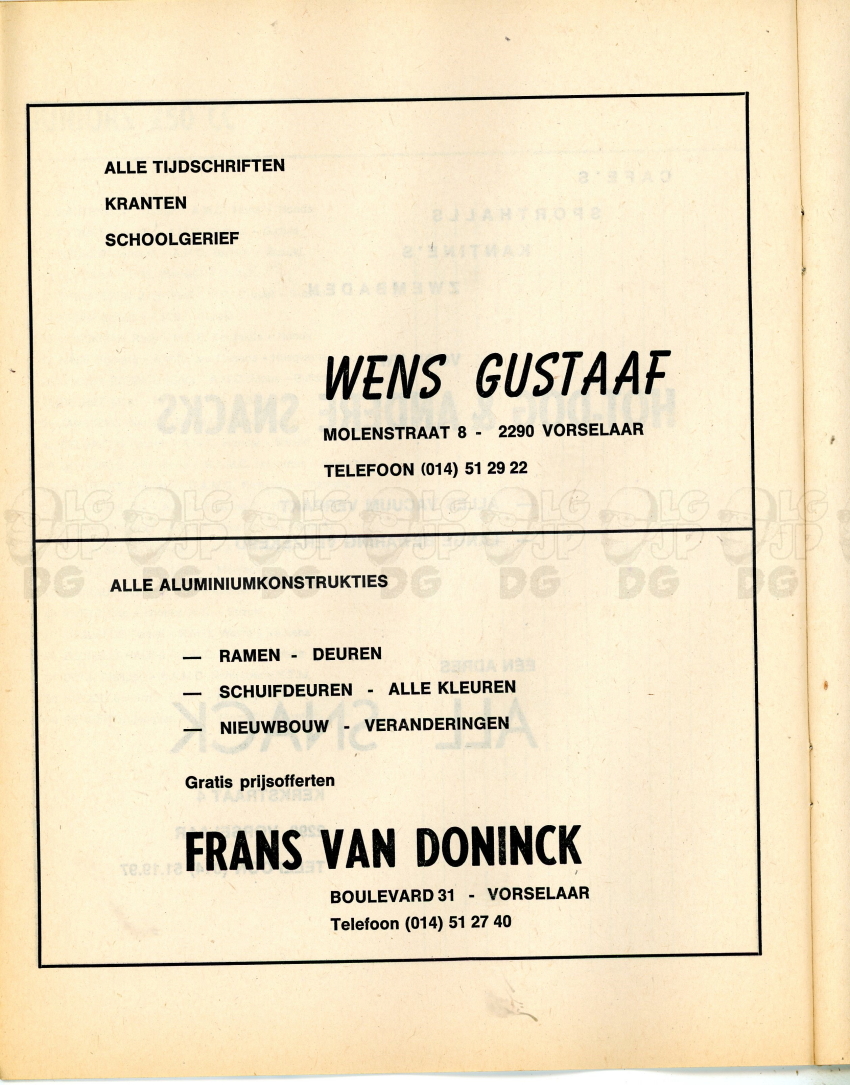 ALLE TIJDSCHRIFTEN
KRANTEN
SCHOOLGERIEF
WENS GUSTAAF
MOLENSTRAAT 8 - 2290 VORSELAAR
TELEFOON (014) 51 29 22
ALLE ALUMINIUMKONSTRUKTIES
— RAMEN - DEUREN
— SCHUIFDEUREN - ALLE KLEUREN
— NIEUWBOUW - VERANDERINGEN
Gratis prijsofferten
FRANS VAN DONINCK
BOULEVARD 31 - VORSELAAR
Telefoon (014) 51 27 40